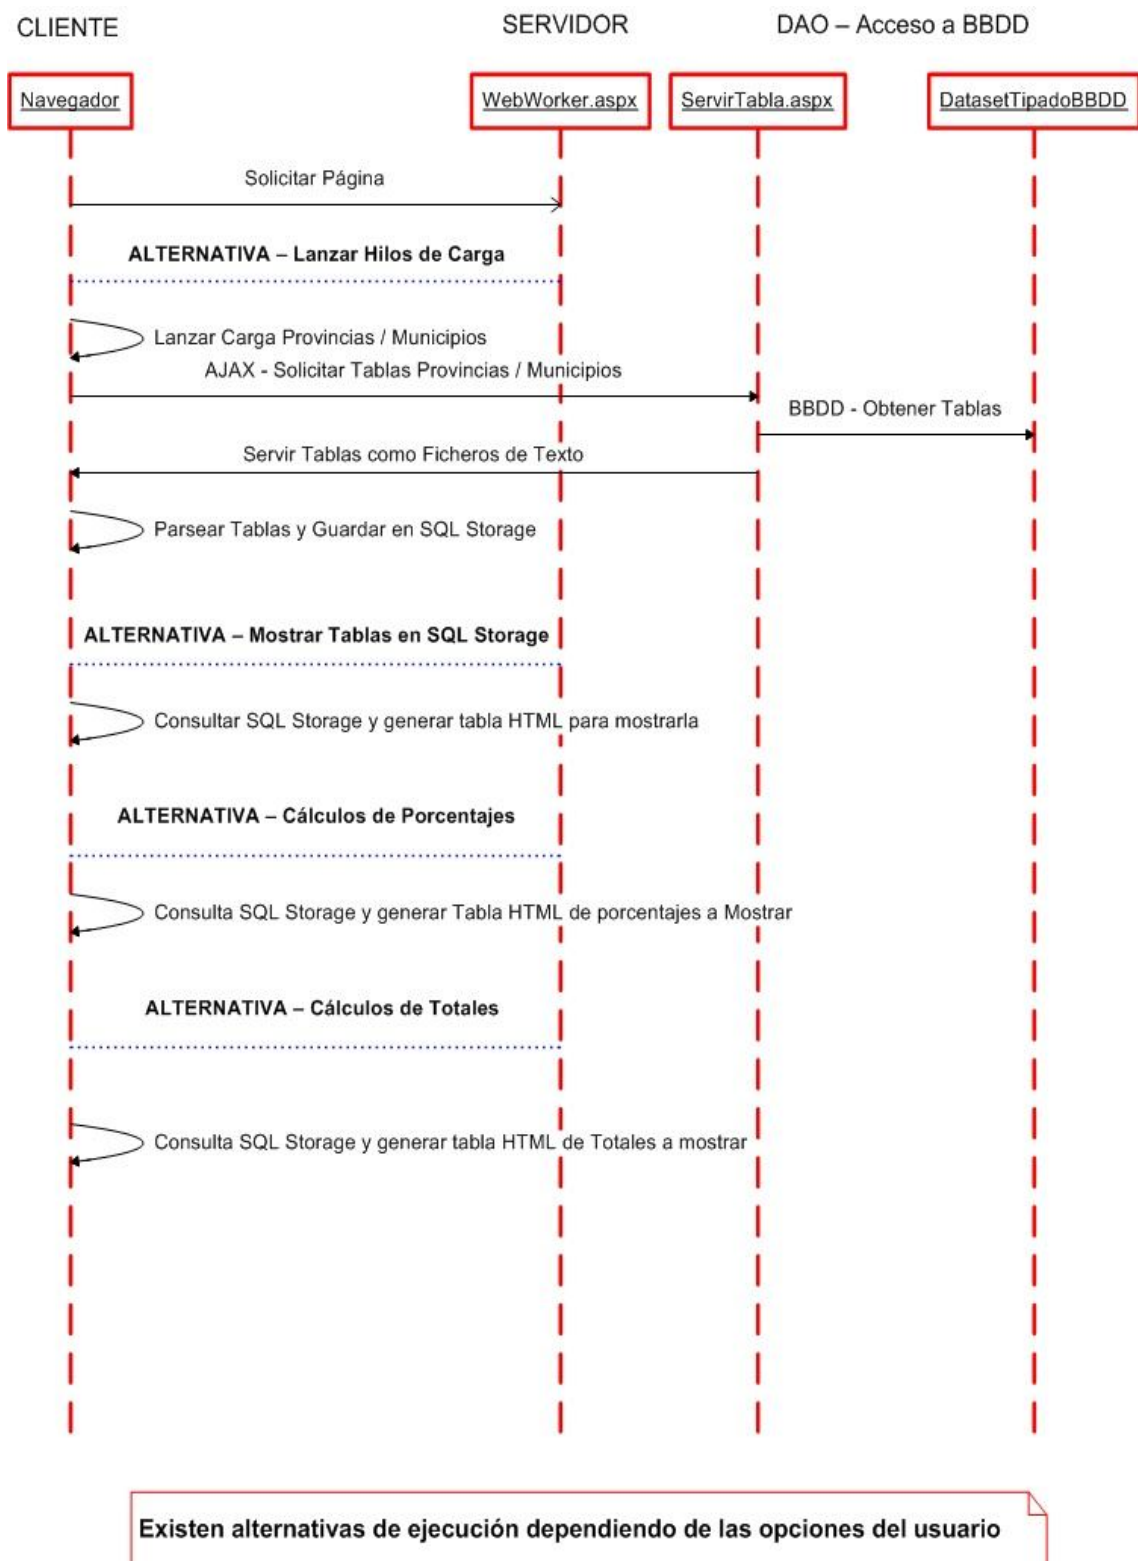 CLIENTE
SERVIDOR
DAO – Acceso a BBDD
Navegador
WebWorker.aspx
ServirTabla.aspx
DatasetTipadoBBDD
Solicitar Página
ALTERNATIVA – Lanzar Hilos de Carga
Lanzar Carga Provincias / Municipios
AJAX - Solicitar Tablas Provincias / Municipios
BBDD - Obtener Tablas
Servir Tablas como Ficheros de Texto
Parsear Tablas y Guardar en SQL Storage
ALTERNATIVA – Mostrar Tablas en SQL Storage
Consultar SQL Storage y generar tabla HTML para mostrarla
ALTERNATIVA – Cálculos de Porcentajes
Consulta SQL Storage y generar Tabla HTML de porcentajes a Mostrar
ALTERNATIVA – Cálculos de Totales
Consulta SQL Storage y generar tabla HTML de Totales a mostrar
Existen alternativas de ejecución dependiendo de las opciones del usuario